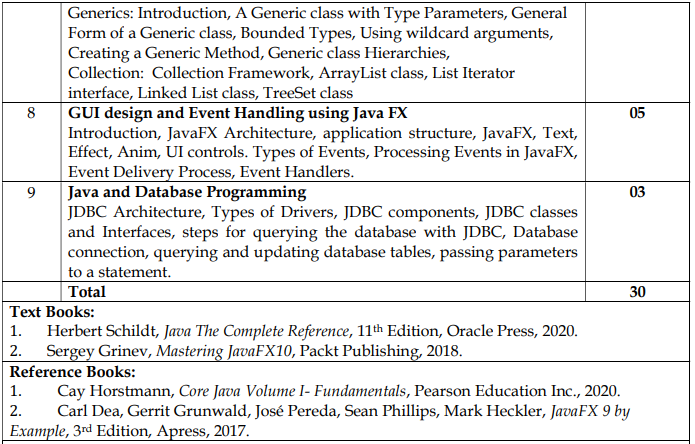 Generics: Introduction, A Generic class with Type Parameters, General
Form of a Generic class, Bounded Types, Using wildcard arguments,
Creating a Generic Method, Generic class Hierarchies,
Collection: Collection Framework, ArrayList class, List Iterator
interface, Linked List class, TreeSet class
8 GUI design and Event Handling using Java FX 05
Introduction, JavaFX Architecture, application structure, JavaFX, Text,
Effect, Anim, UI controls. Types of Events, Processing Events in JavaFX,
Event Delivery Process, Event Handlers.
9 Java and Database Programming 03
JDBC Architecture, Types of Drivers, JDBC components, JDBC classes
and Interfaces, steps for querying the database with JDBC, Database
connection, querying and updating database tables, passing parameters
to a statement.
Total 30
Text Books:
1. Herbert Schildt, Java The Complete Reference, 11th Edition, Oracle Press, 2020.
2. Sergey Grinev, Mastering JavaFX10, Packt Publishing, 2018.
Reference Books:
1. Cay Horstmann, Core Java Volume I- Fundamentals, Pearson Education Inc., 2020.
2. Carl Dea, Gerrit Grunwald, José Pereda, Sean Phillips, Mark Heckler, JavaFX 9 by
Example, 3rd Edition, Apress, 2017.